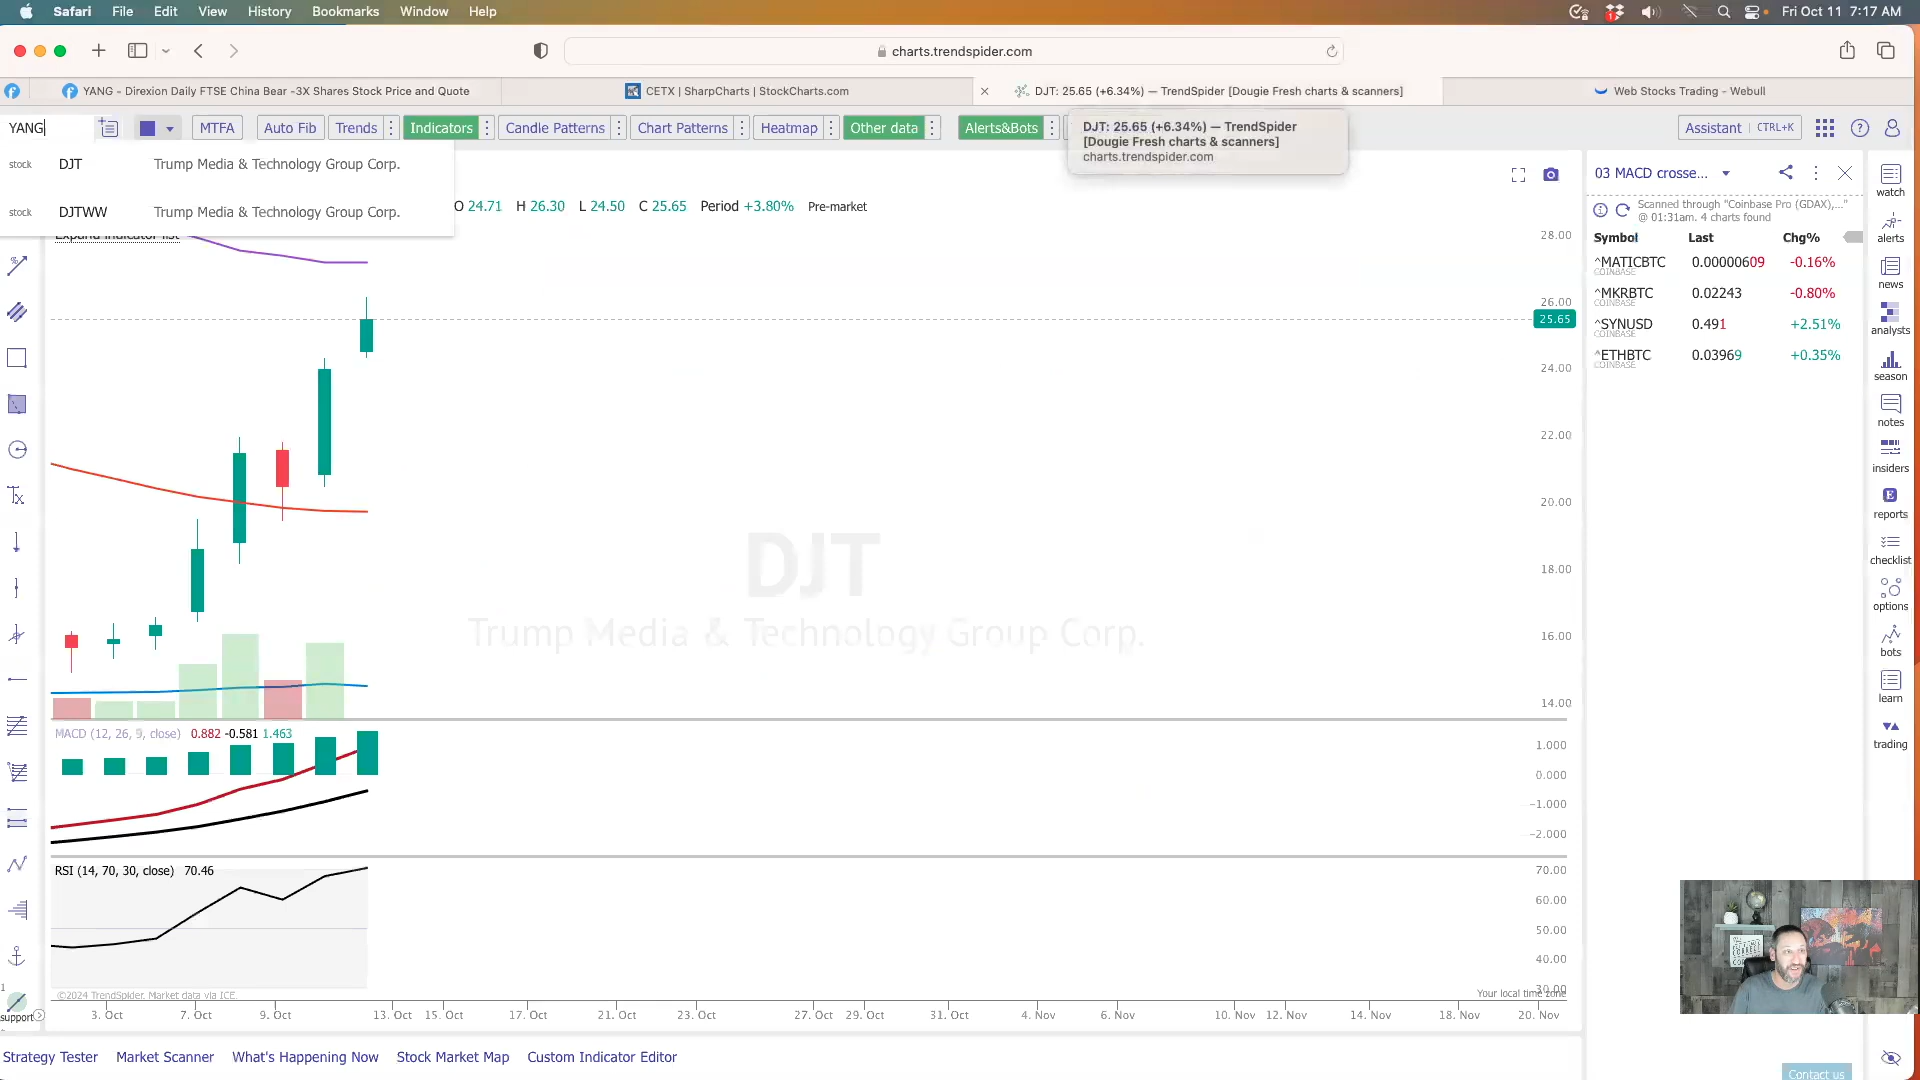 Safari File Edit View History Bookmarks Window Help Fri Oct 11 7:17 AM
charts.trendspider.com
YANG - Direxion Daily FTSE China Bear -3X Shares Stock Price and Quote
CETX | SharpCharts | StockCharts.com
DJT: 25.65 (+6.34%) — TrendSpider [Dougie Fresh charts & scanners]
Web Stocks Trading - Webull
YANG MTFA Auto Fib Trends Indicators Candle Patterns Chart Patterns Heatmap Other data Alerts&Bots Assistant CTRL+K
DJT: 25.65 (+6.34%) — TrendSpider
[Dougie Fresh charts & scanners]
charts.trendspider.com
stock DJT Trump Media & Technology Group Corp.
stock DJTWW Trump Media & Technology Group Corp.
O 24.71 H 26.30 L 24.50 C 25.65 Period +3.80% Pre-market
Expand indicator list
28.00
26.00
25.65
24.00
22.00
20.00
18.00
16.00
14.00
DJT
Trump Media & Technology Group Corp.
MACD (12, 26, 9, close) 0.882 -0.581 1.463
1.000
0.000
−1.000
−2.000
RSI (14, 70, 30, close) 70.46
70.00
60.00
50.00
40.00
30.00
©2024 TrendSpider. Market data via ICE.
Your local time zone
3. Oct 7. Oct 9. Oct 13. Oct 15. Oct 17. Oct 21. Oct 23. Oct 27. Oct 29. Oct 31. Oct 4. Nov 6. Nov 10. Nov 12. Nov 14. Nov 18. Nov 20. Nov
03 MACD crosse...
Scanned through "Coinbase Pro (GDAX),..."
@ 01:31am. 4 charts found
Symbol Last Chg%
^MATICBTC 0.00000609 -0.16%
COINBASE
^MKRBTC 0.02243 -0.80%
COINBASE
^SYNUSD 0.491 +2.51%
COINBASE
^ETHBTC 0.03969 +0.35%
COINBASE
watch
alerts
news
analysts
season
notes
insiders
reports
checklist
options
bots
learn
trading
1
support
Strategy Tester Market Scanner What's Happening Now Stock Market Map Custom Indicator Editor
Contact us